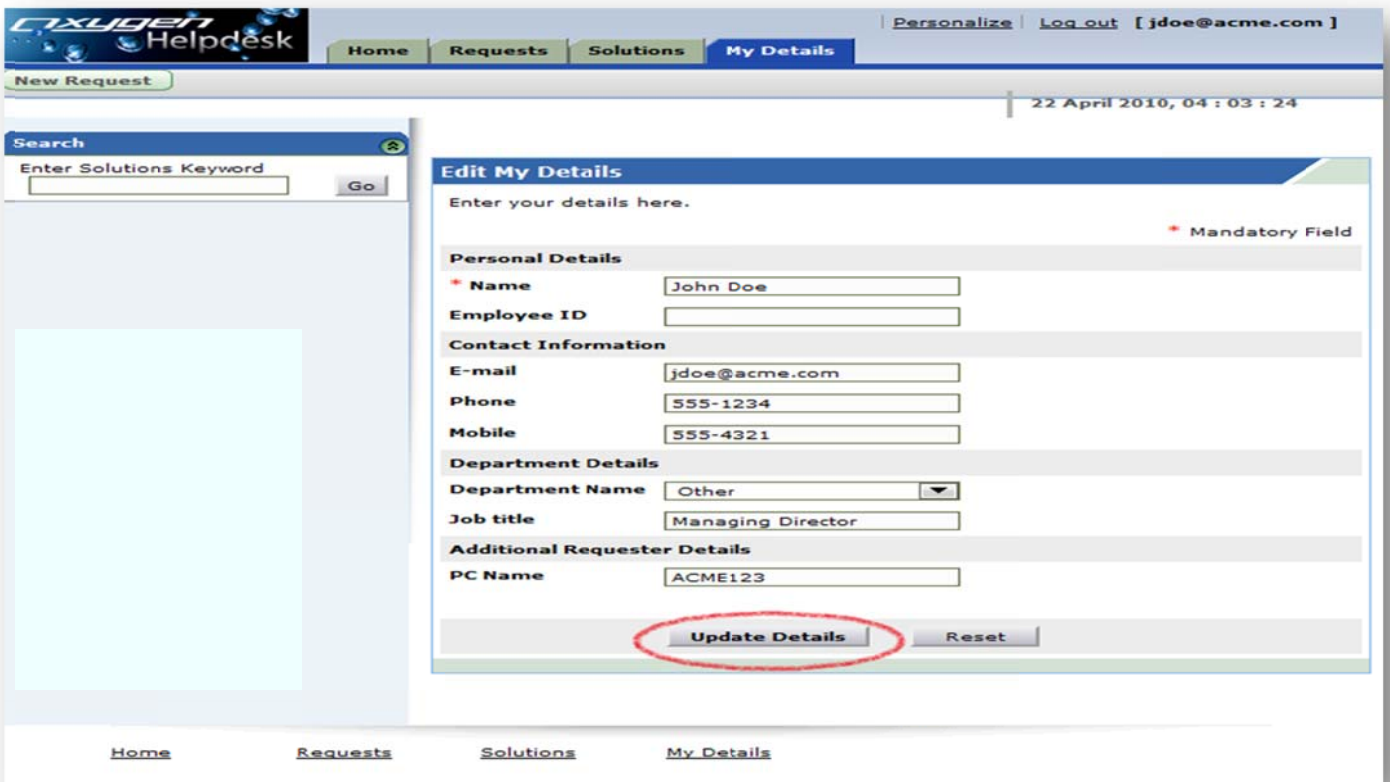 oxygen
Helpdesk
Personalize Log out [ jdoe@acme.com ]
Home Requests Solutions My Details
New Request
22 April 2010, 04 : 03 : 24
Search
Enter Solutions Keyword
Go
Edit My Details
Enter your details here.
* Mandatory Field
Personal Details
* Name John Doe
Employee ID
Contact Information
E-mail jdoe@acme.com
Phone 555-1234
Mobile 555-4321
Department Details
Department Name Other
Job title Managing Director
Additional Requester Details
PC Name ACME123
Update Details Reset
Home Requests Solutions My Details